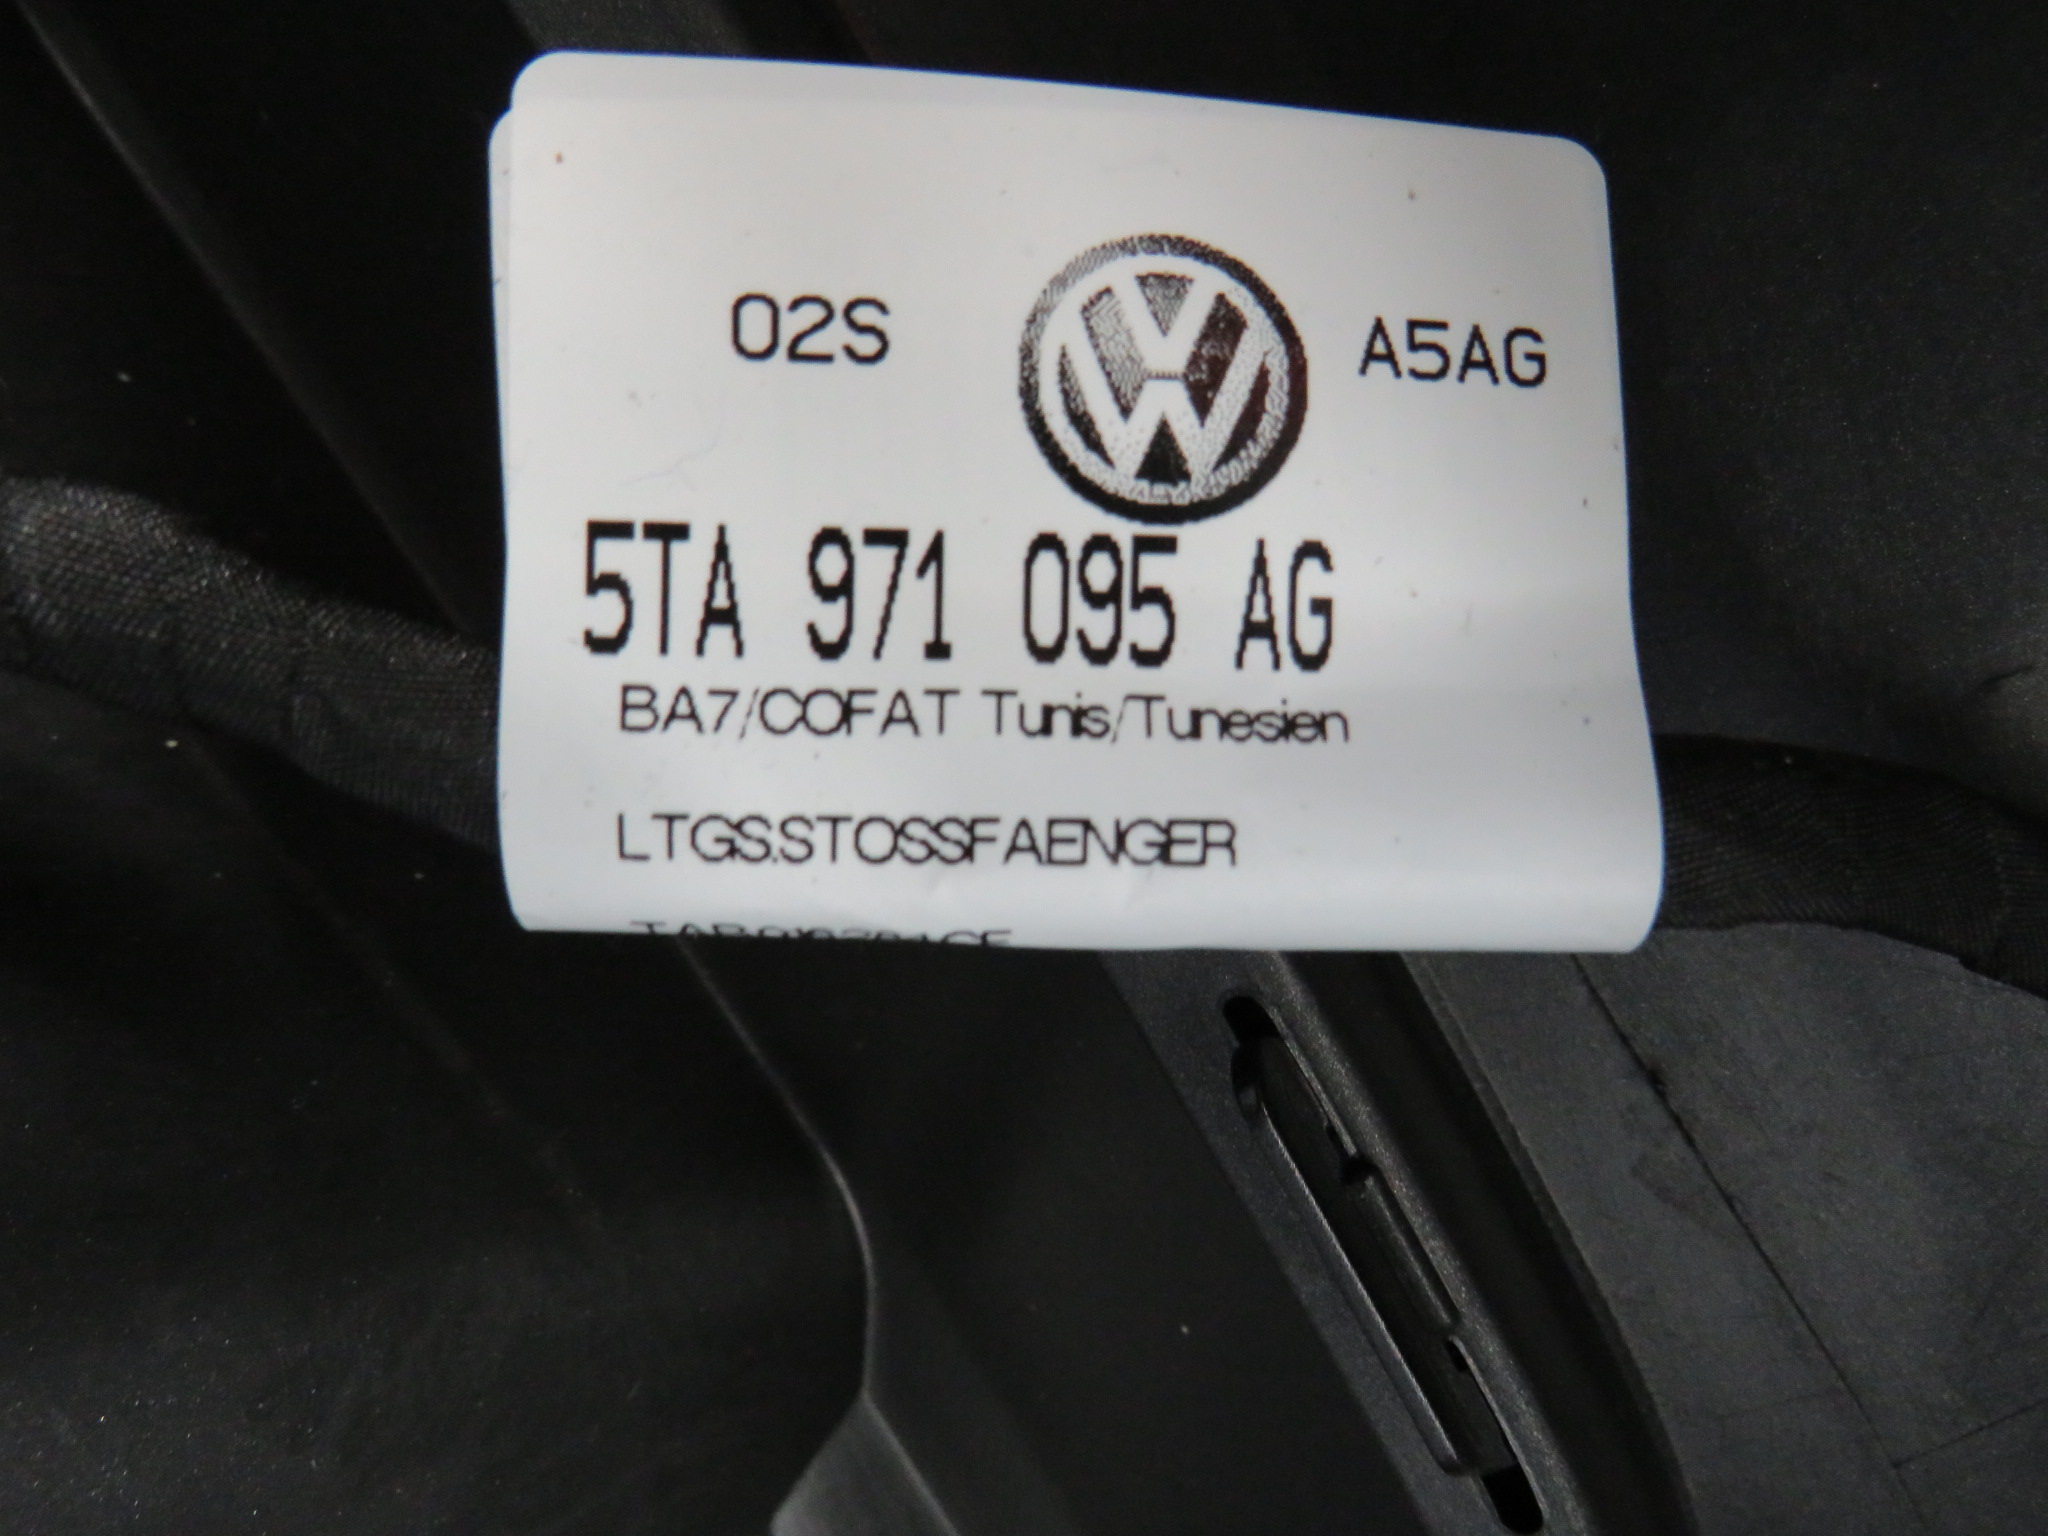 02S A5AG
5TA 971 095 AG
BA7/COFAT Tunis/Tunesien
LTGS.STOSSFAENGER